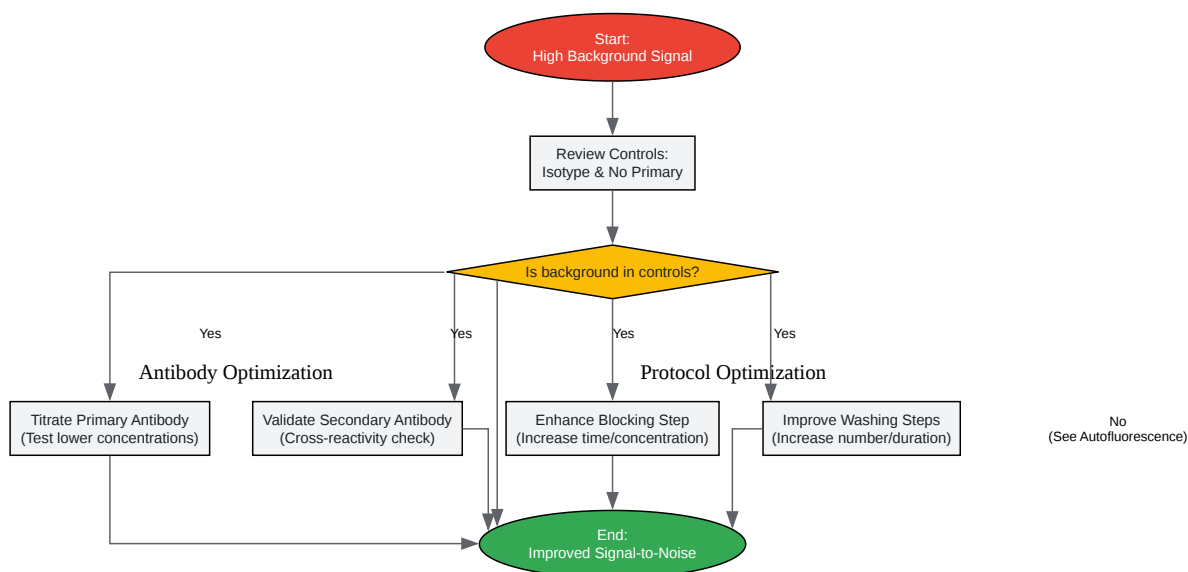 Start:
High Background Signal
Review Controls:
Isotype & No Primary
Is background in controls?
Yes
Yes
Yes
Yes
Antibody Optimization
Protocol Optimization
Titrate Primary Antibody
(Test lower concentrations)
Validate Secondary Antibody
(Cross-reactivity check)
Enhance Blocking Step
(Increase time/concentration)
Improve Washing Steps
(Increase number/duration)
No
(See Autofluorescence)
End:
Improved Signal-to-Noise